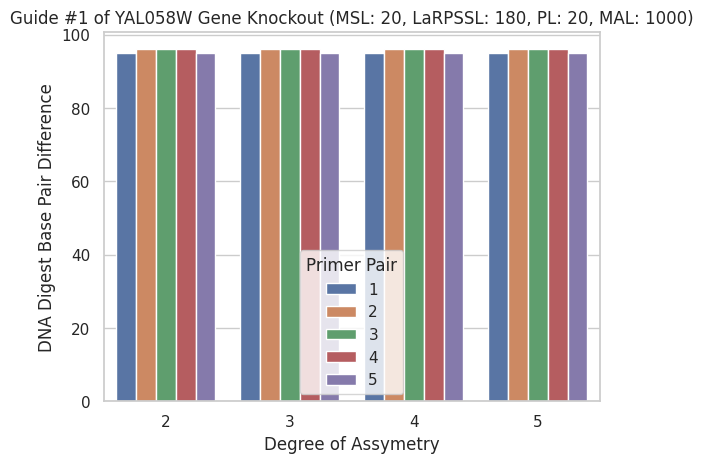 Guide #1 of YAL058W Gene Knockout (MSL: 20, LaRPSSL: 180, PL: 20, MAL: 1000)
DNA Digest Base Pair Difference
100
80
60
40
20
0
Primer Pair
1
2
3
4
5
2 3 4 5
Degree of Assymetry